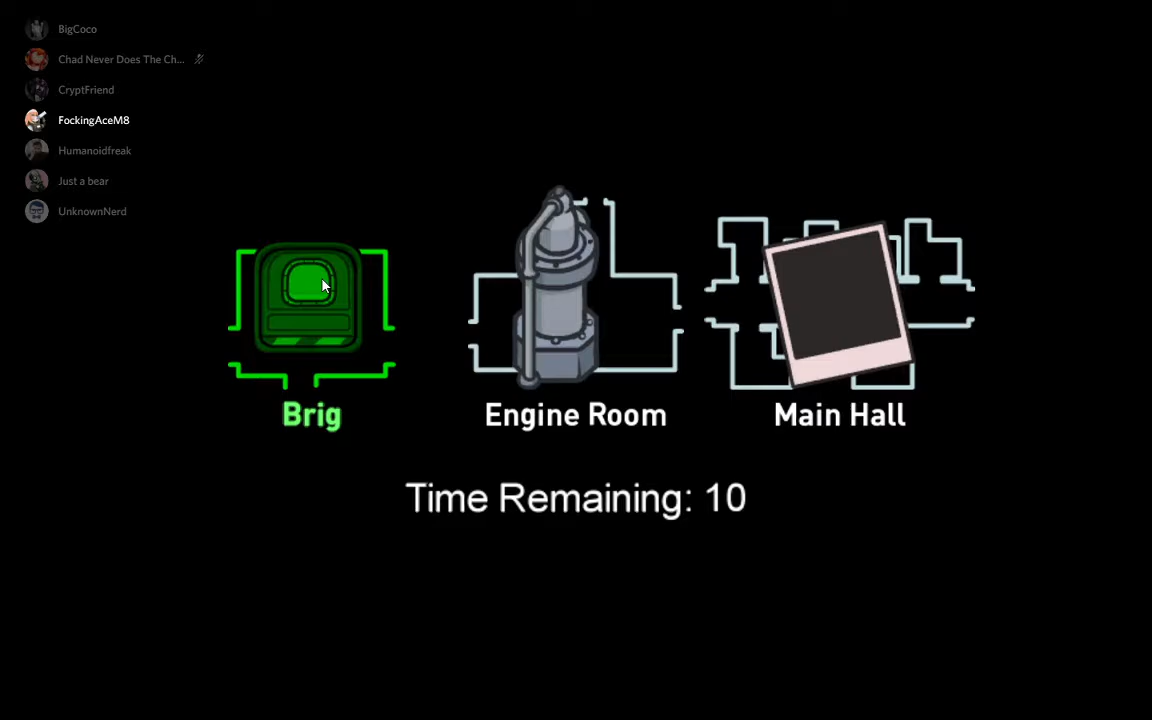 BigCoco
Chad Never Does The Ch...
CryptFriend
FockingAceM8
Humanoidfreak
Just a bear
UnknownNerd
Brig
Engine Room
Main Hall
Time Remaining: 10